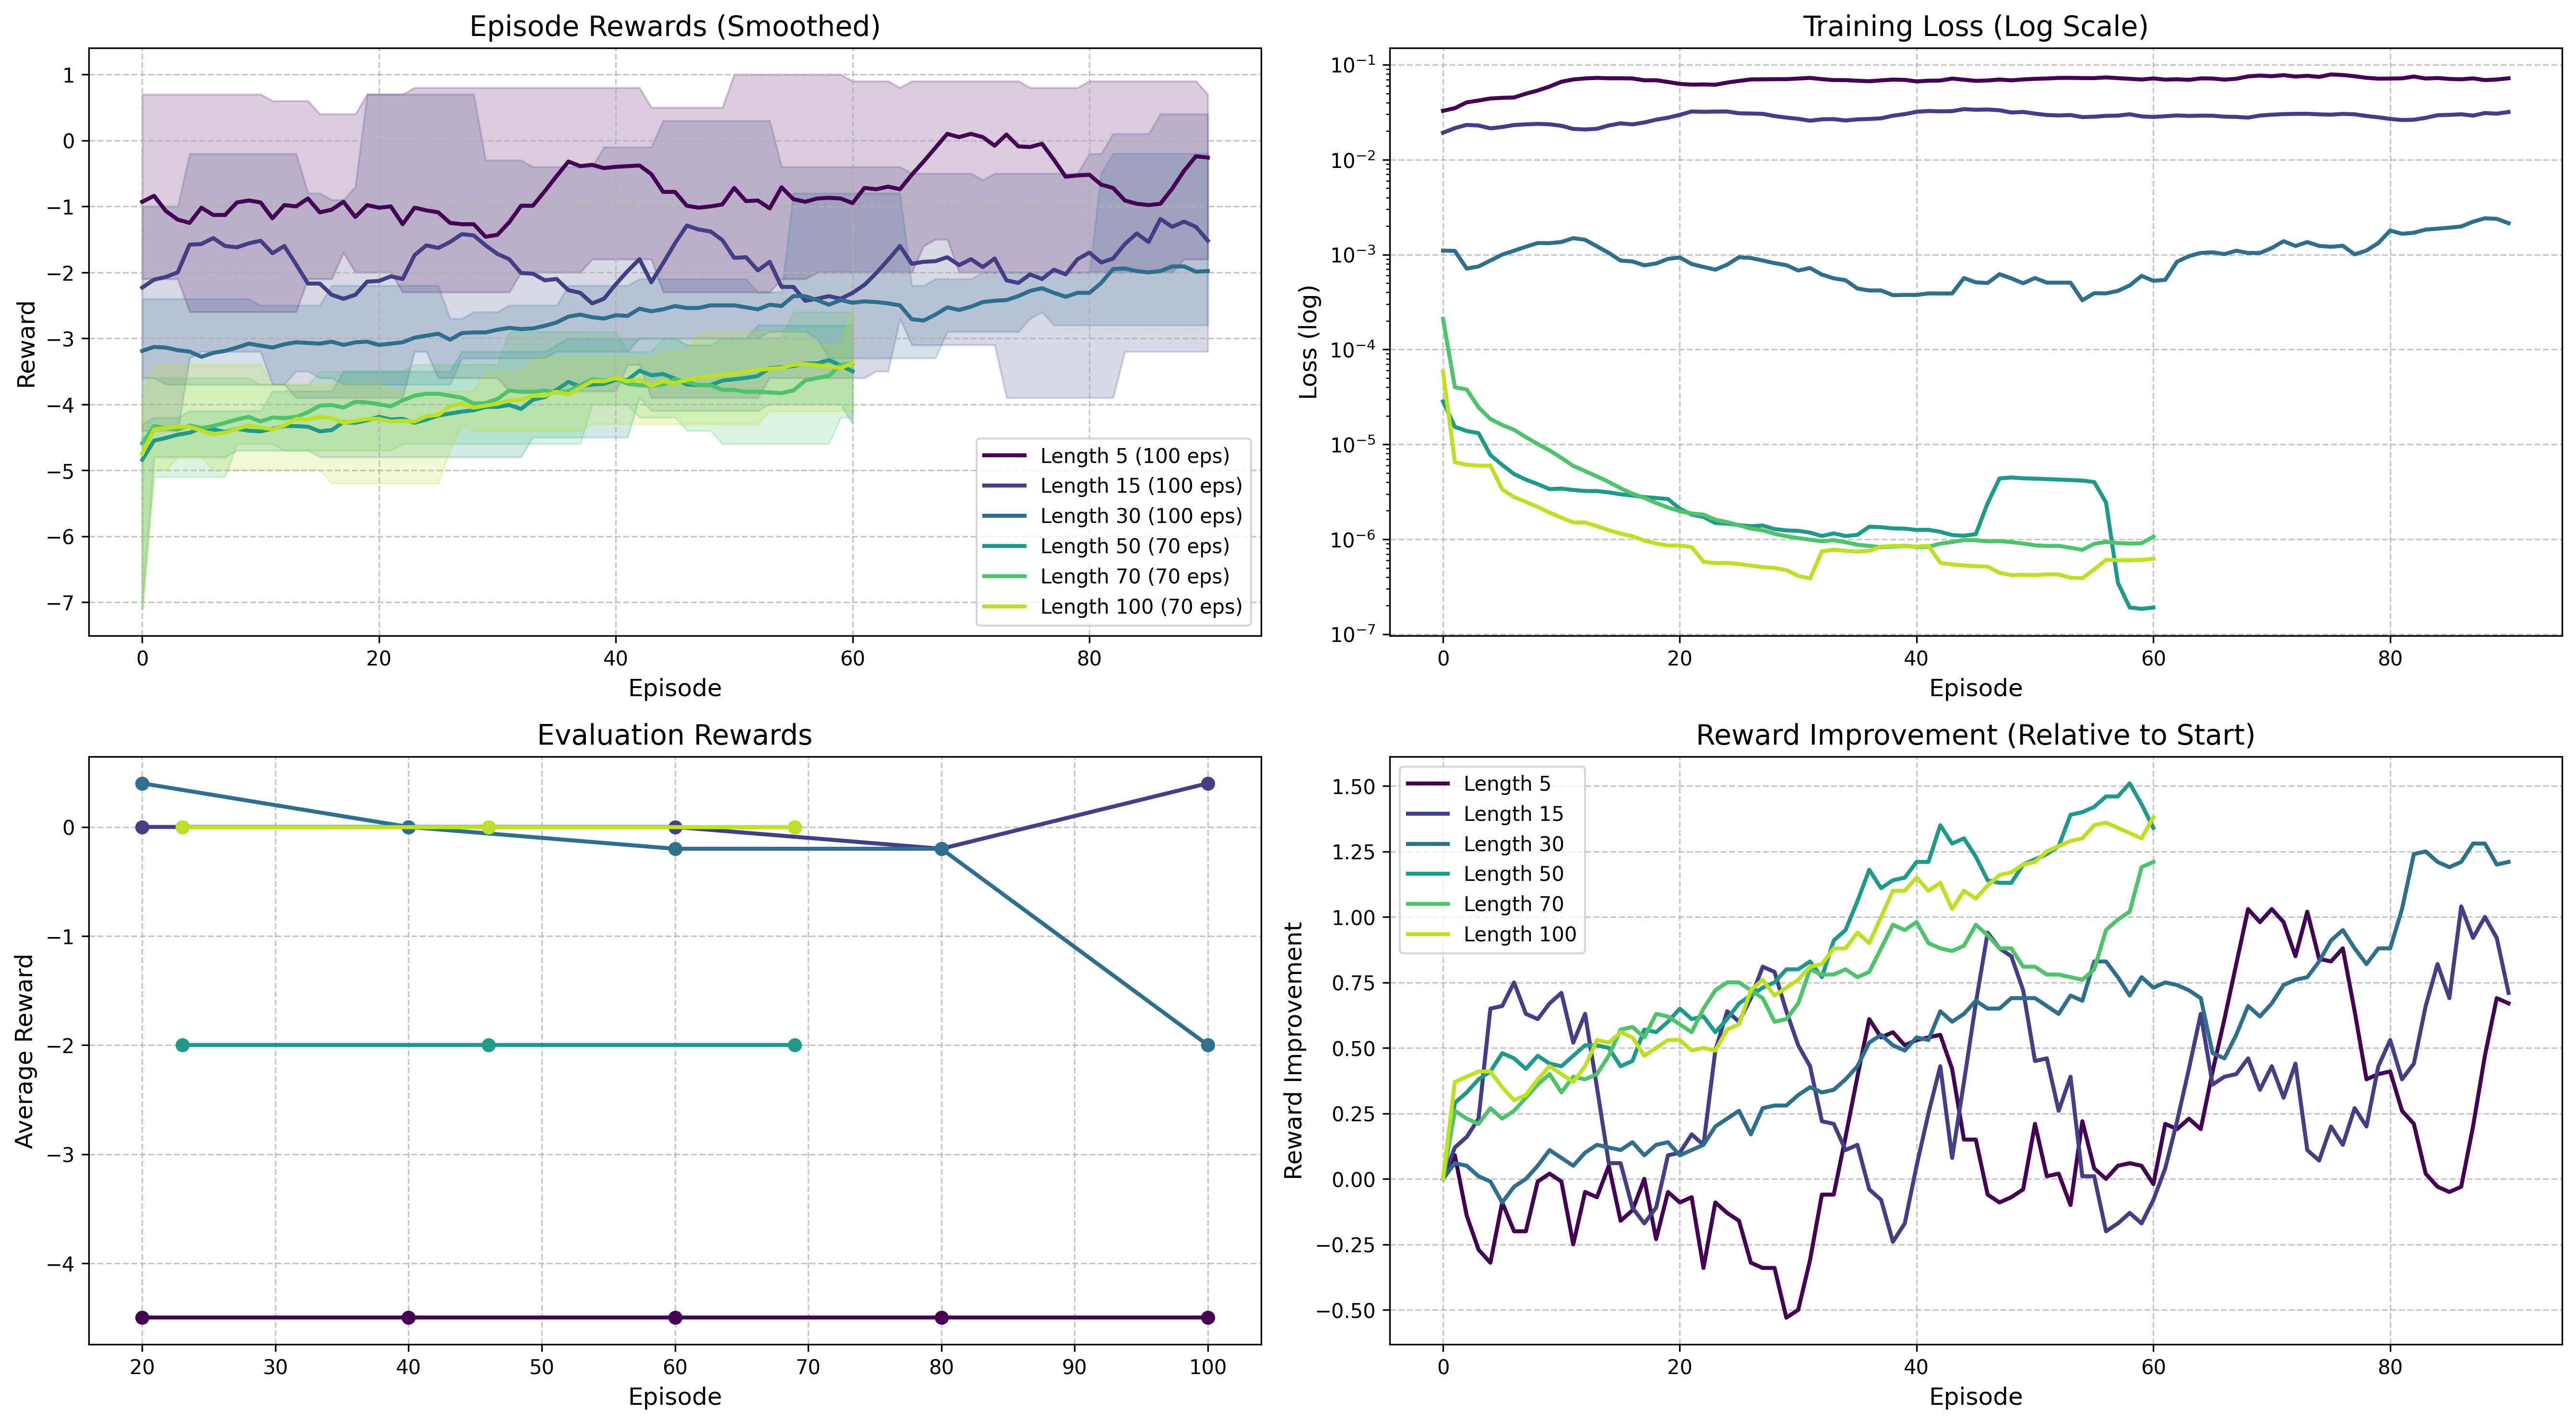 Episode Rewards (Smoothed)
Reward
1
0
−1
−2
−3
−4
−5
−6
−7
0 20 40 60 80
Episode
Length 5 (100 eps)
Length 15 (100 eps)
Length 30 (100 eps)
Length 50 (70 eps)
Length 70 (70 eps)
Length 100 (70 eps)
Training Loss (Log Scale)
Loss (log)
10⁻¹
10⁻²
10⁻³
10⁻⁴
10⁻⁵
10⁻⁶
10⁻⁷
0 20 40 60 80
Episode
Evaluation Rewards
Average Reward
0
−1
−2
−3
−4
20 30 40 50 60 70 80 90 100
Episode
Reward Improvement (Relative to Start)
Reward Improvement
1.50
1.25
1.00
0.75
0.50
0.25
0.00
−0.25
−0.50
Length 5
Length 15
Length 30
Length 50
Length 70
Length 100
0 20 40 60 80
Episode